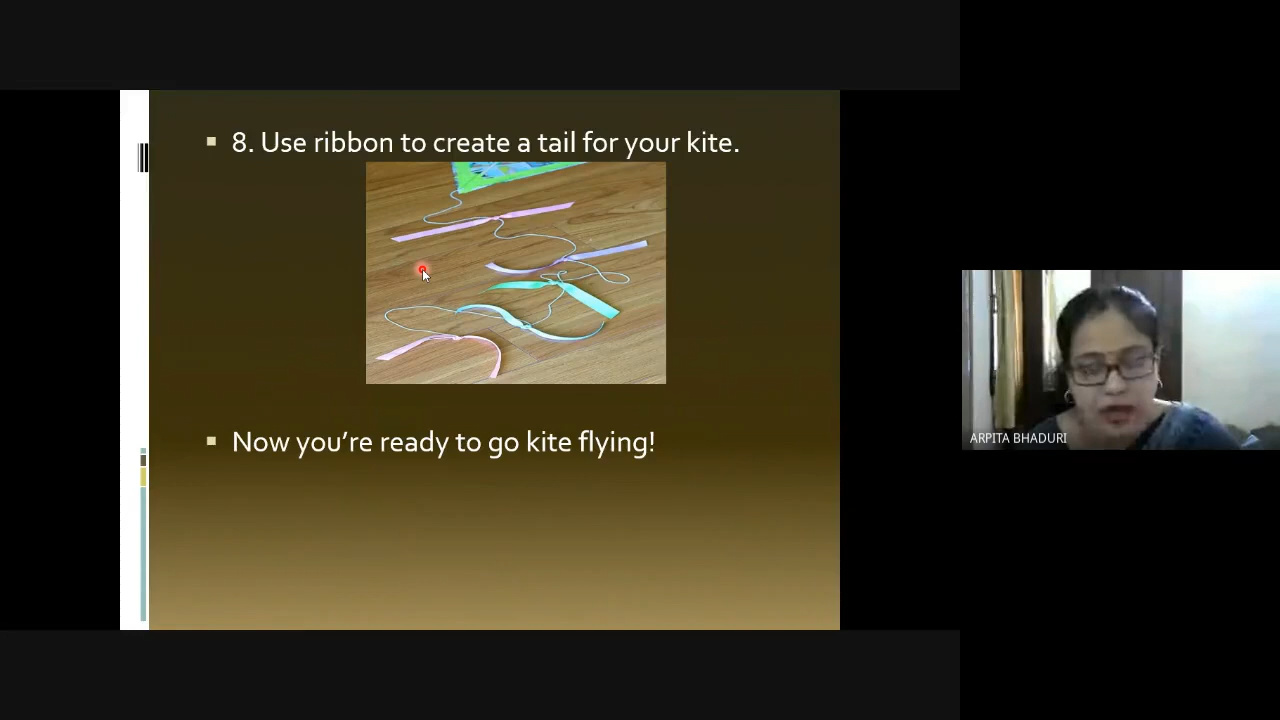 8. Use ribbon to create a tail for your kite.
Now you’re ready to go kite flying!
ARPITA BHADURI